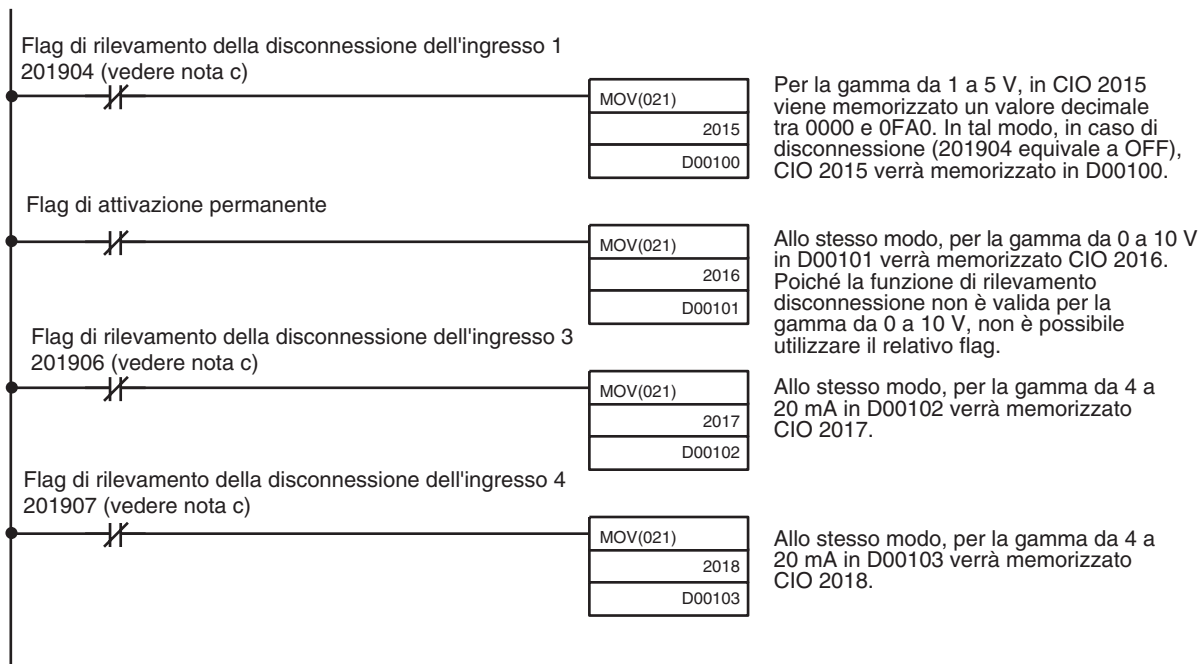 Flag di rilevamento della disconnessione dell'ingresso 1
201904 (vedere nota c)
MOV(021)
2015
D00100
Per la gamma da 1 a 5 V, in CIO 2015
viene memorizzato un valore decimale
tra 0000 e 0FA0. In tal modo, in caso di
disconnessione (201904 equivale a OFF),
CIO 2015 verrà memorizzato in D00100.
Flag di attivazione permanente
MOV(021)
2016
D00101
Allo stesso modo, per la gamma da 0 a 10 V
in D00101 verrà memorizzato CIO 2016.
Poiché la funzione di rilevamento
disconnessione non è valida per la
gamma da 0 a 10 V, non è possibile
utilizzare il relativo flag.
Flag di rilevamento della disconnessione dell'ingresso 3
201906 (vedere nota c)
MOV(021)
2017
D00102
Allo stesso modo, per la gamma da 4 a
20 mA in D00102 verrà memorizzato
CIO 2017.
Flag di rilevamento della disconnessione dell'ingresso 4
201907 (vedere nota c)
MOV(021)
2018
D00103
Allo stesso modo, per la gamma da 4 a
20 mA in D00103 verrà memorizzato
CIO 2018.